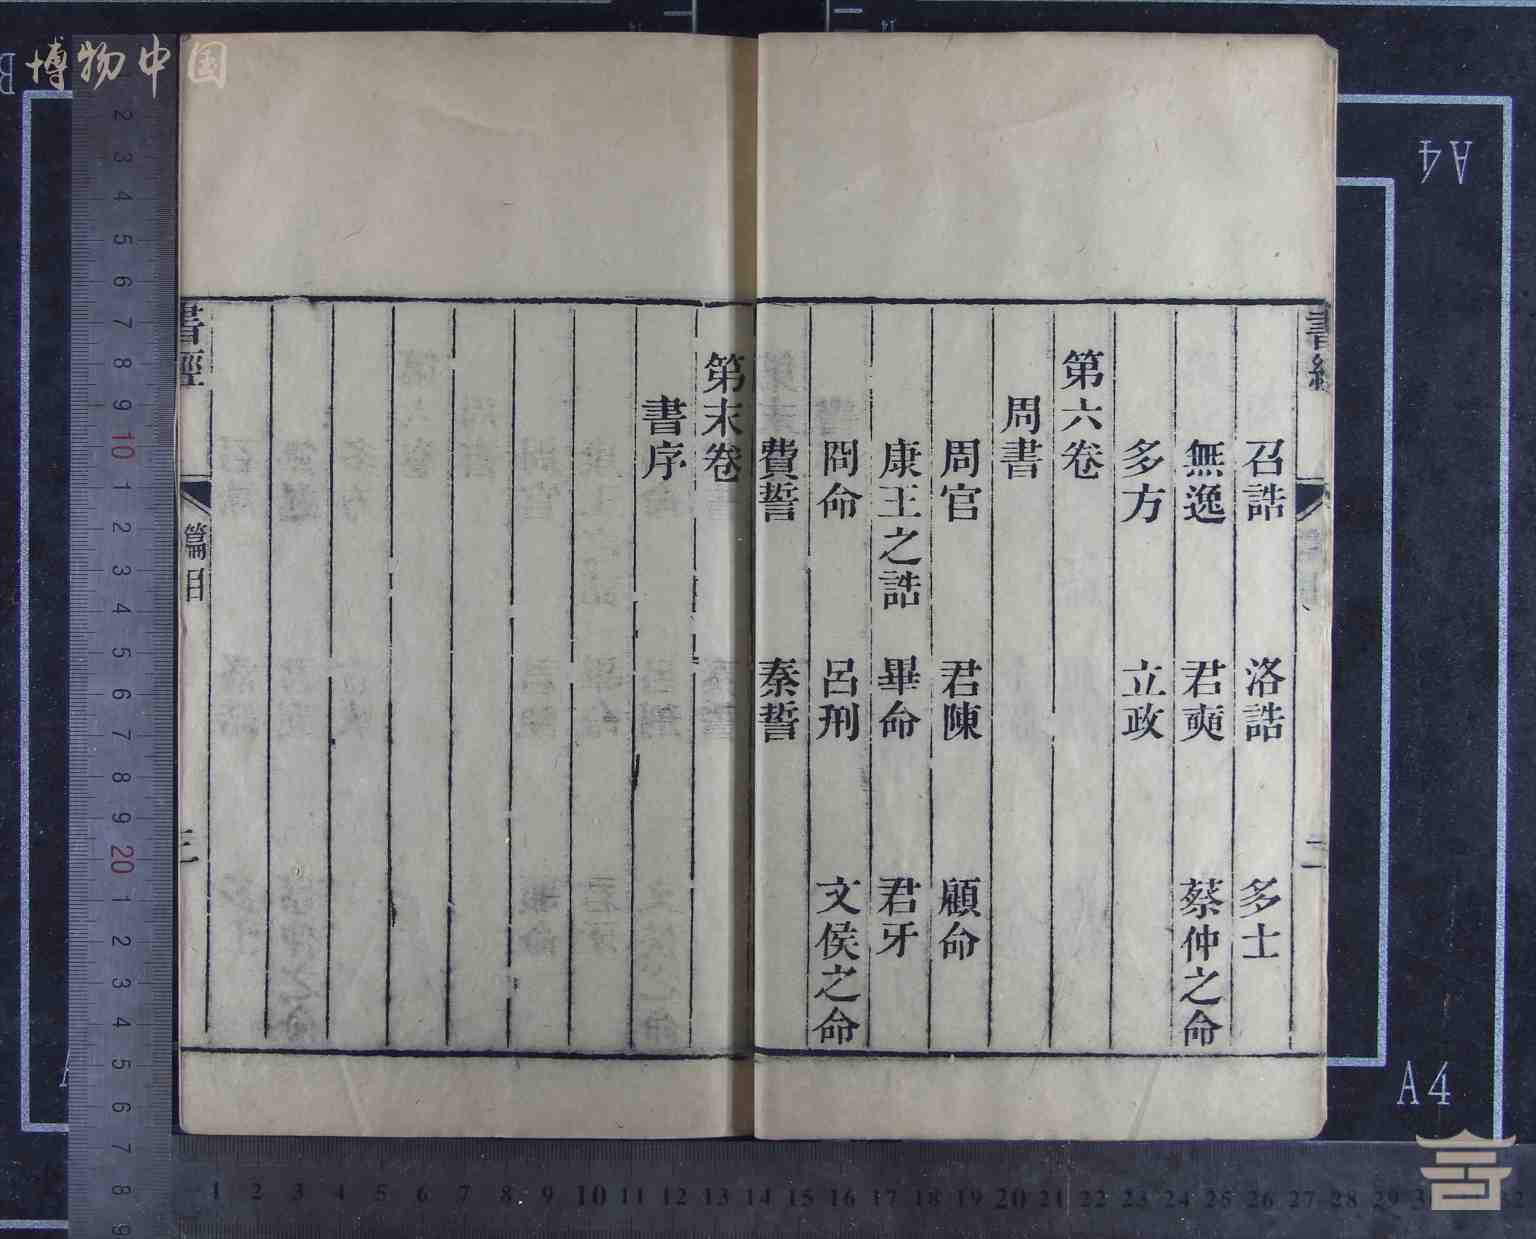 博物中国
書經
二
召誥 洛誥 多士
無逸 君奭 蔡仲之命
多方 立政
第六卷
周書
周官 君陳 顧命
康王之誥 畢命 君牙
冏命 呂刑 文侯之命
費誓 秦誓
第末卷
書序
書經
篇目
A4
A4